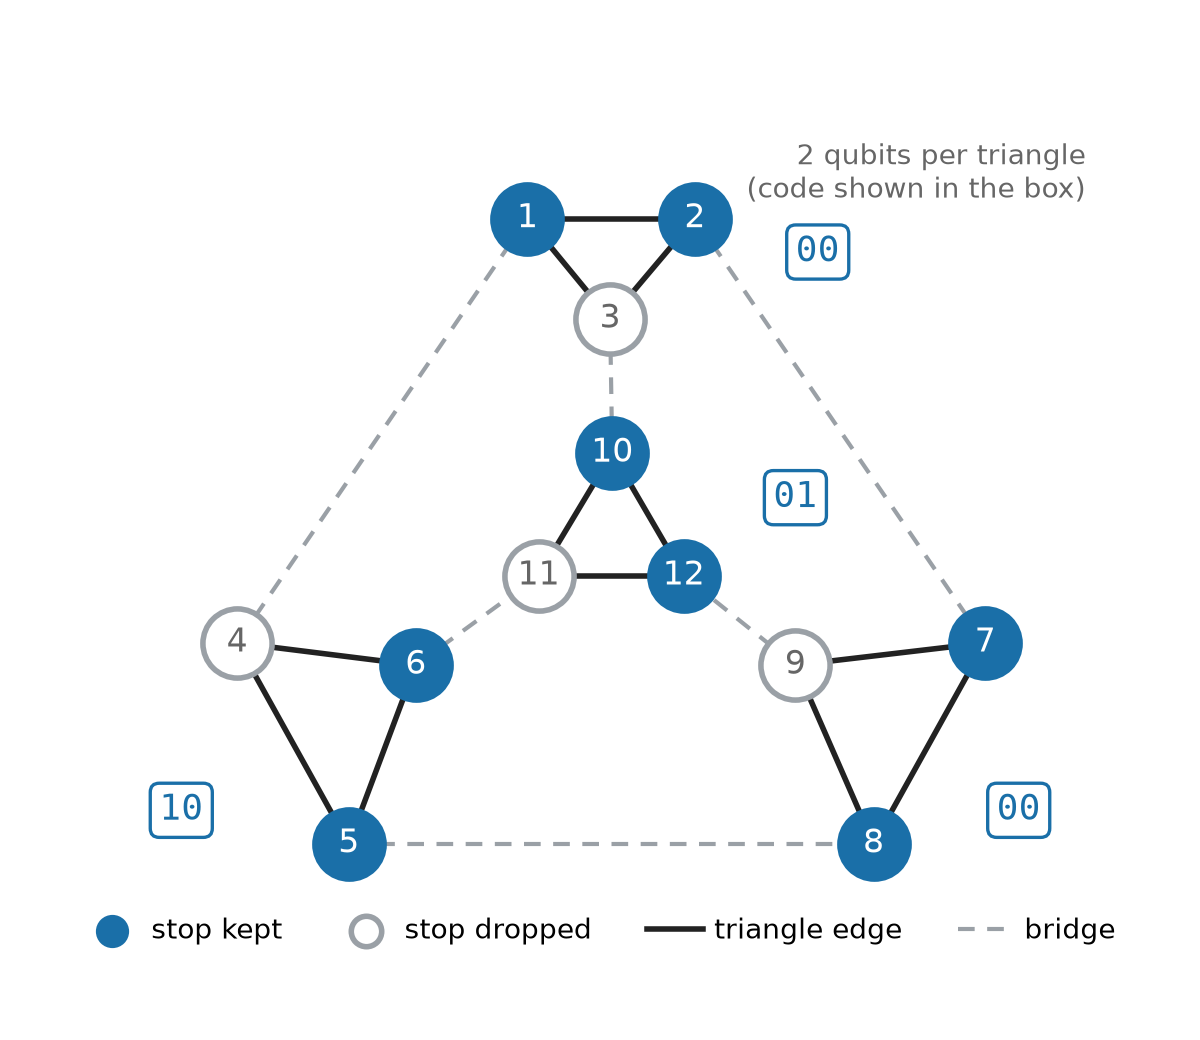 2 qubits per triangle
(code shown in the box)
1
2
00
3
10
01
11
12
4
6
9
7
10
00
5
8
stop kept
stop dropped
triangle edge
bridge